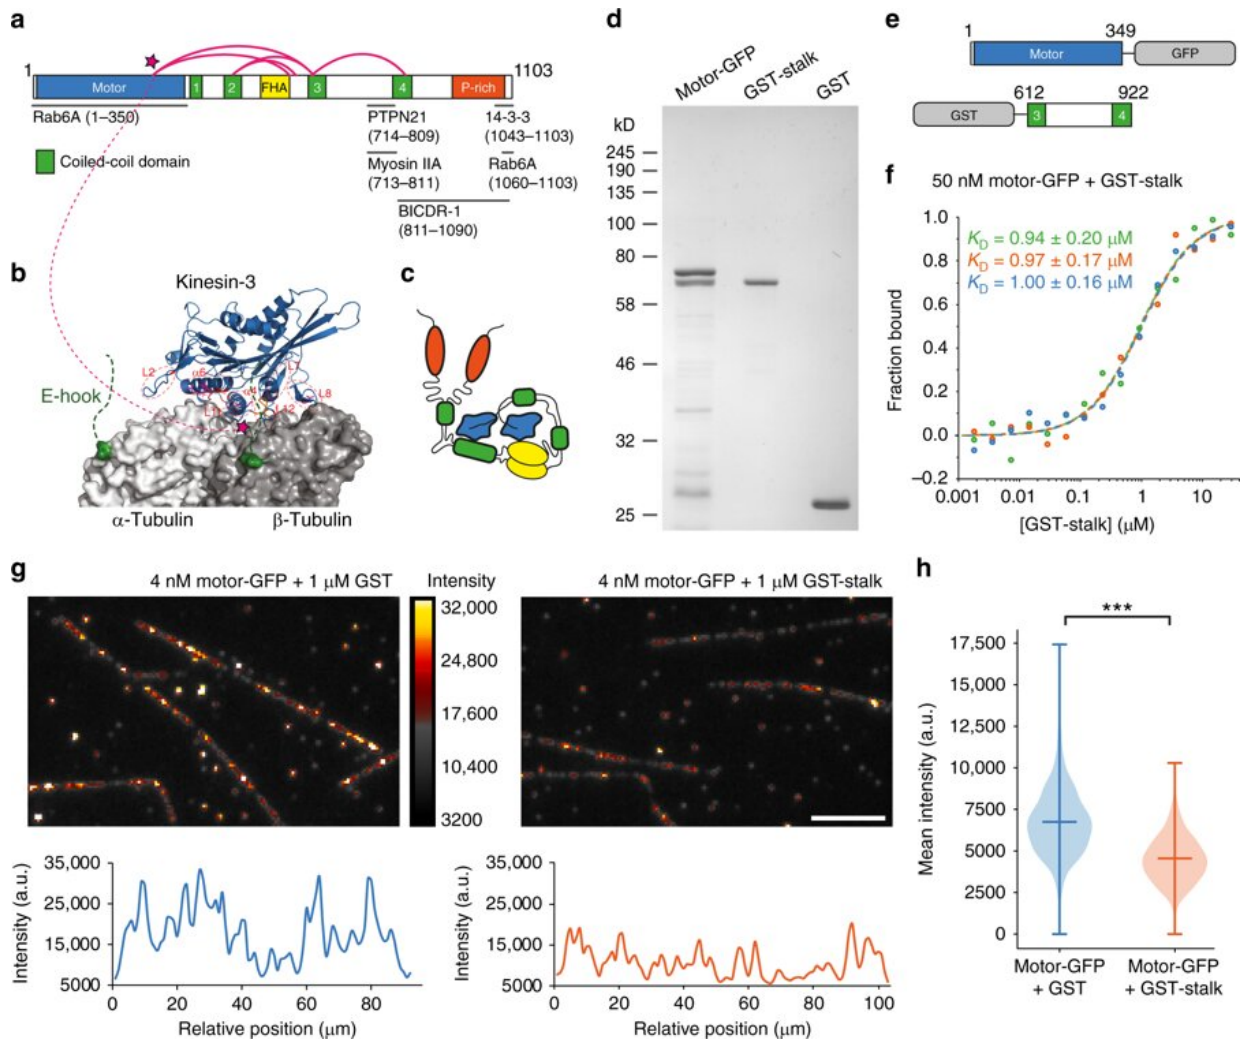 a
1
1103
Motor
1
2
FHA
3
4
P-rich
Rab6A (1–350)
PTPN21
(714–809)
14-3-3
(1043–1103)
Coiled-coil domain
Myosin IIA
(713–811)
Rab6A
(1060–1103)
BICDR-1
(811–1090)
b
Kinesin-3
E-hook
L2
α6
α4
L7
L8
L12
α-Tubulin
β-Tubulin
c
d
Motor-GFP
GST-stalk
GST
kD
245
190
135
100
80
58
46
32
25
e
1
349
Motor
GFP
612
922
GST
3
4
f
50 nM motor-GFP + GST-stalk
KD = 0.94 ± 0.20 μM
KD = 0.97 ± 0.17 μM
KD = 1.00 ± 0.16 μM
Fraction bound
1.0
0.8
0.6
0.4
0.2
0.0
–0.2
0.001
0.01
0.1
1
10
[GST-stalk] (μM)
g
4 nM motor-GFP + 1 μM GST
Intensity
32,000
24,800
17,600
10,400
3200
4 nM motor-GFP + 1 μM GST-stalk
Intensity (a.u.)
35,000
25,000
15,000
5000
0
20
40
60
80
Relative position (μm)
Intensity (a.u.)
35,000
25,000
15,000
5000
0
20
40
60
80
100
Relative position (μm)
h
***
Mean intensity (a.u.)
17,500
15,000
12,500
10,000
7500
5000
2500
0
Motor-GFP
+ GST
Motor-GFP
+ GST-stalk